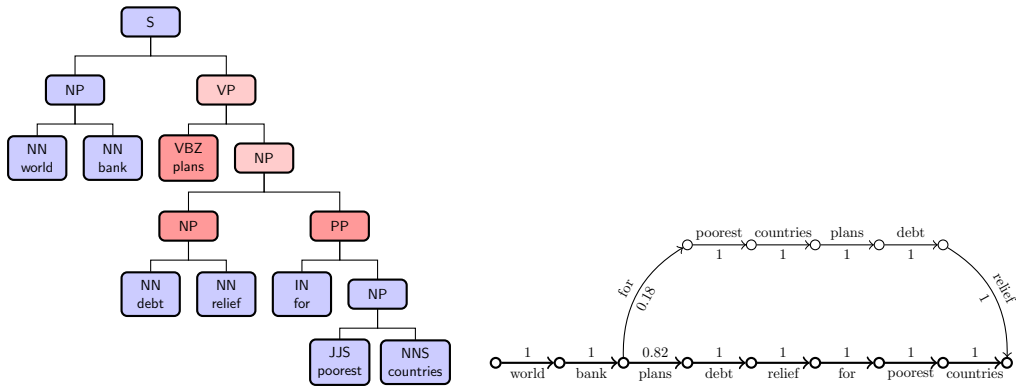 S
NP
VP
NN
world
NN
bank
VBZ
plans
NP
NP
PP
NN
debt
NN
relief
IN
for
NP
JJS
poorest
NNS
countries
poorest countries plans debt
1 1 1 1
for
0.18
relief
1
1 1 0.82 1 1 1 1 1
world bank plans debt relief for poorest countries